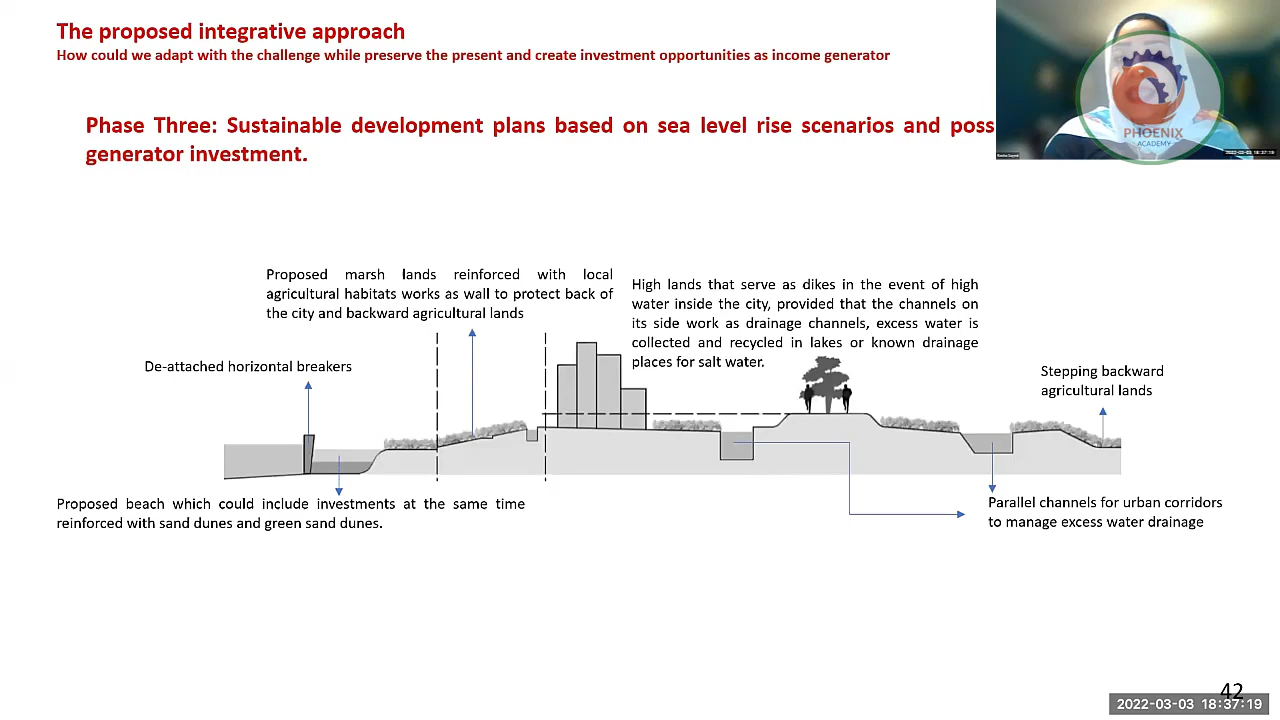 The proposed integrative approach
How could we adapt with the challenge while preserve the present and create investment opportunities as income generator
Phase Three: Sustainable development plans based on sea level rise scenarios and poss
generator investment.
PHOENIX
ACADEMY
2022-03-03 18:37:19
Proposed marsh lands reinforced with local
agricultural habitats works as wall to protect back of
the city and backward agricultural lands
High lands that serve as dikes in the event of high
water inside the city, provided that the channels on
its side work as drainage channels, excess water is
collected and recycled in lakes or known drainage
places for salt water.
De-attached horizontal breakers
Stepping backward
agricultural lands
Proposed beach which could include investments at the same time
reinforced with sand dunes and green sand dunes.
Parallel channels for urban corridors
to manage excess water drainage
42
2022-03-03 18:37:19